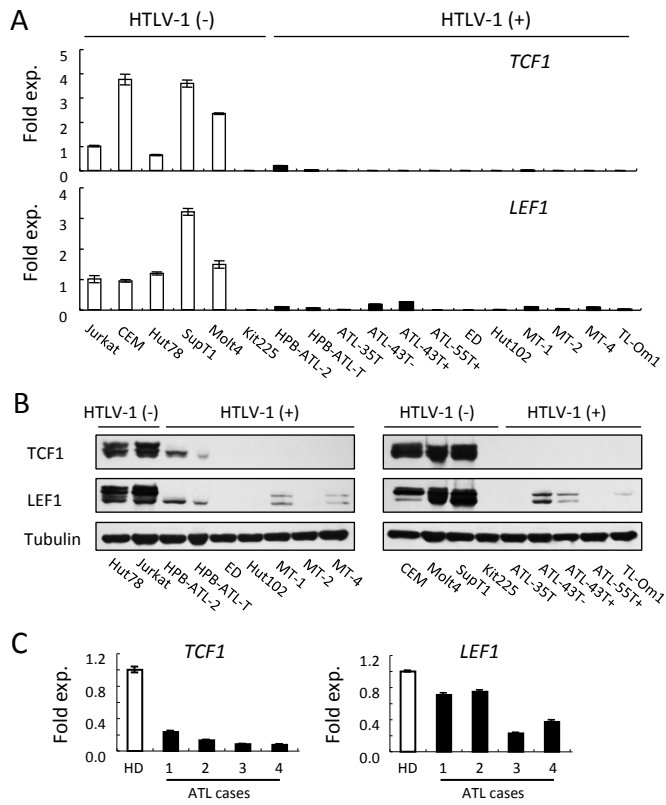 A
HTLV-1 (-)
HTLV-1 (+)
TCF1
Fold exp.
5
4
3
2
1
0
LEF1
Fold exp.
4
3
2
1
0
Jurkat
CEM
Hut78
SupT1
Molt4
Kit225
HPB-ATL-2
HPB-ATL-T
ATL-35T
ATL-43T-
ATL-43T+
ATL-55T+
ED
Hut102
MT-1
MT-2
MT-4
TL-Om1
B
HTLV-1 (-)
HTLV-1 (+)
HTLV-1 (-)
HTLV-1 (+)
TCF1
LEF1
Tubulin
Hut78
Jurkat
HPB-ATL-2
HPB-ATL-T
ED
Hut102
MT-1
MT-2
MT-4
CEM
Molt4
SupT1
Kit225
ATL-35T
ATL-43T-
ATL-43T+
ATL-55T+
TL-Om1
C
TCF1
Fold exp.
1.2
0.8
0.4
0.0
HD
1
2
3
4
ATL cases
LEF1
Fold exp.
1.2
0.8
0.4
0.0
HD
1
2
3
4
ATL cases